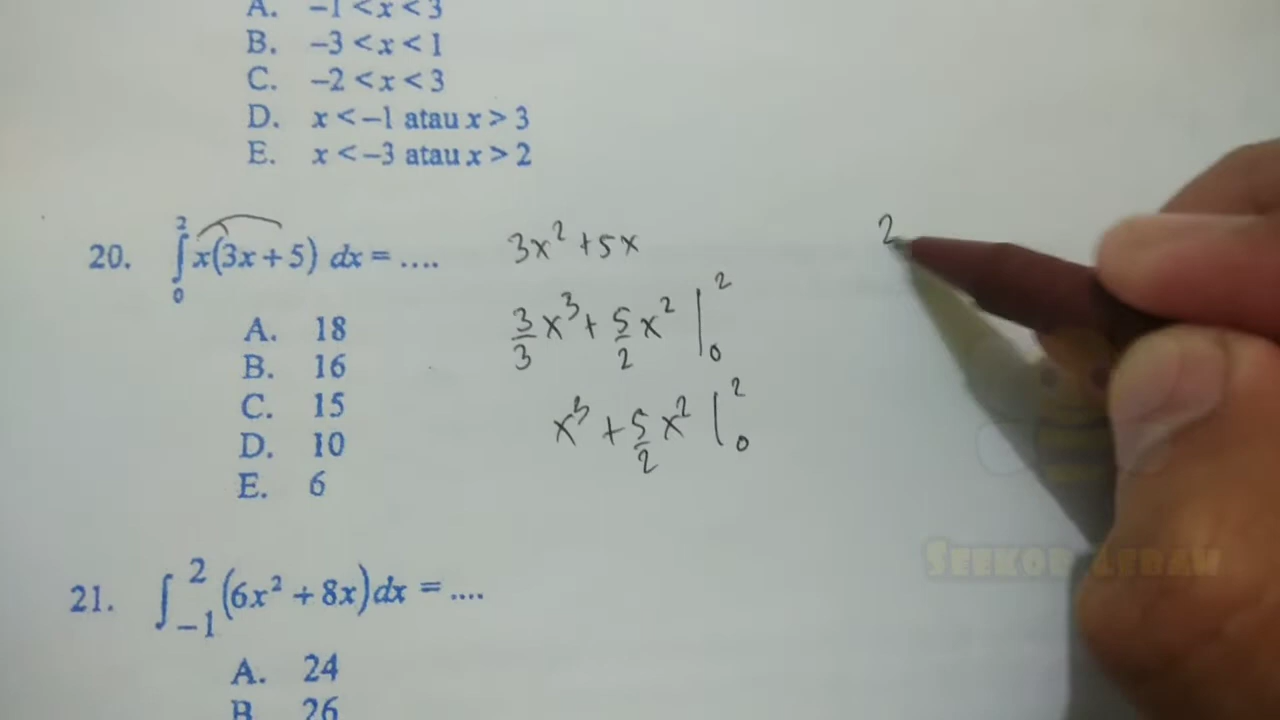 A. −1 < x < 3
B. −3 < x < 1
C. −2 < x < 3
D. x < −1 atau x > 3
E. x < −3 atau x > 2
20. ∫₀² x(3x + 5) dx = ....
A. 18
B. 16
C. 15
D. 10
E. 6
3x² + 5x
3/3 x³ + 5/2 x² |₀²
x³ + 5/2 x² |₀²
2
21. ∫₋₁² (6x² + 8x)dx = ....
A. 24
B. 26
SEEKOR LEBAH